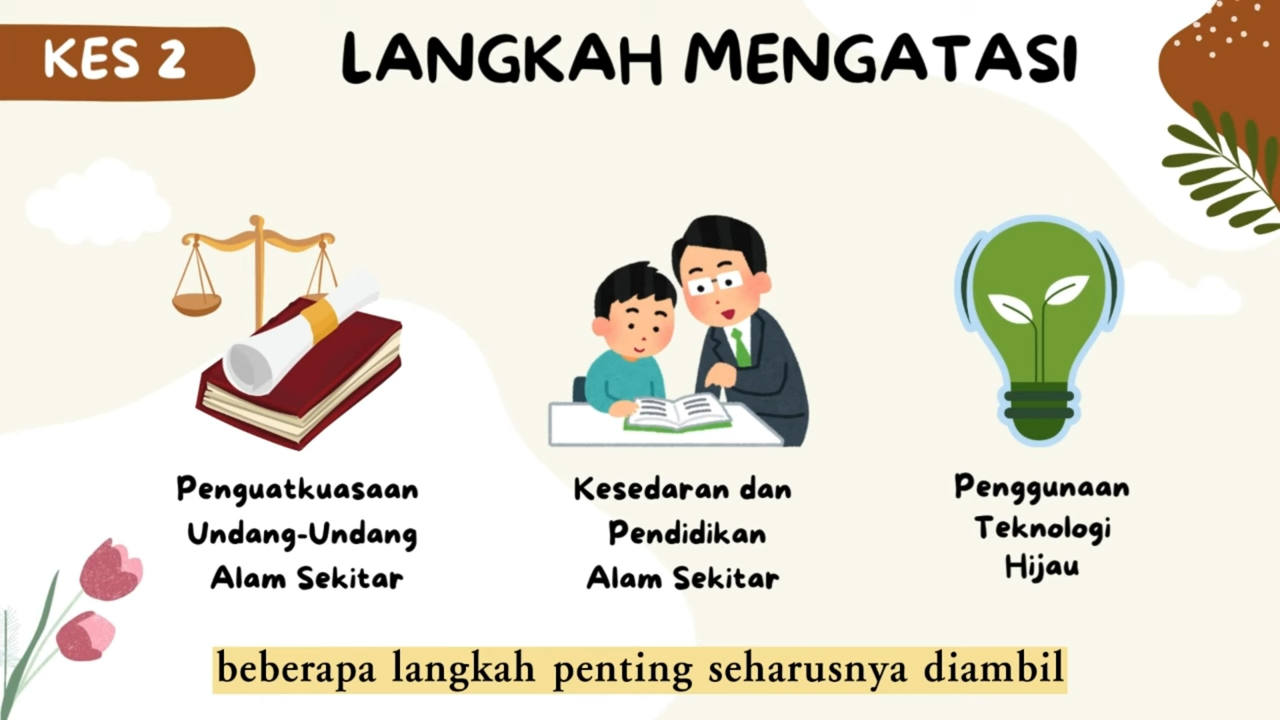 KES 2
LANGKAH MENGATASI
Penguatkuasaan
Undang-Undang
Alam Sekitar
Kesedaran dan
Pendidikan
Alam Sekitar
Penggunaan
Teknologi
Hijau
beberapa langkah penting seharusnya diambil